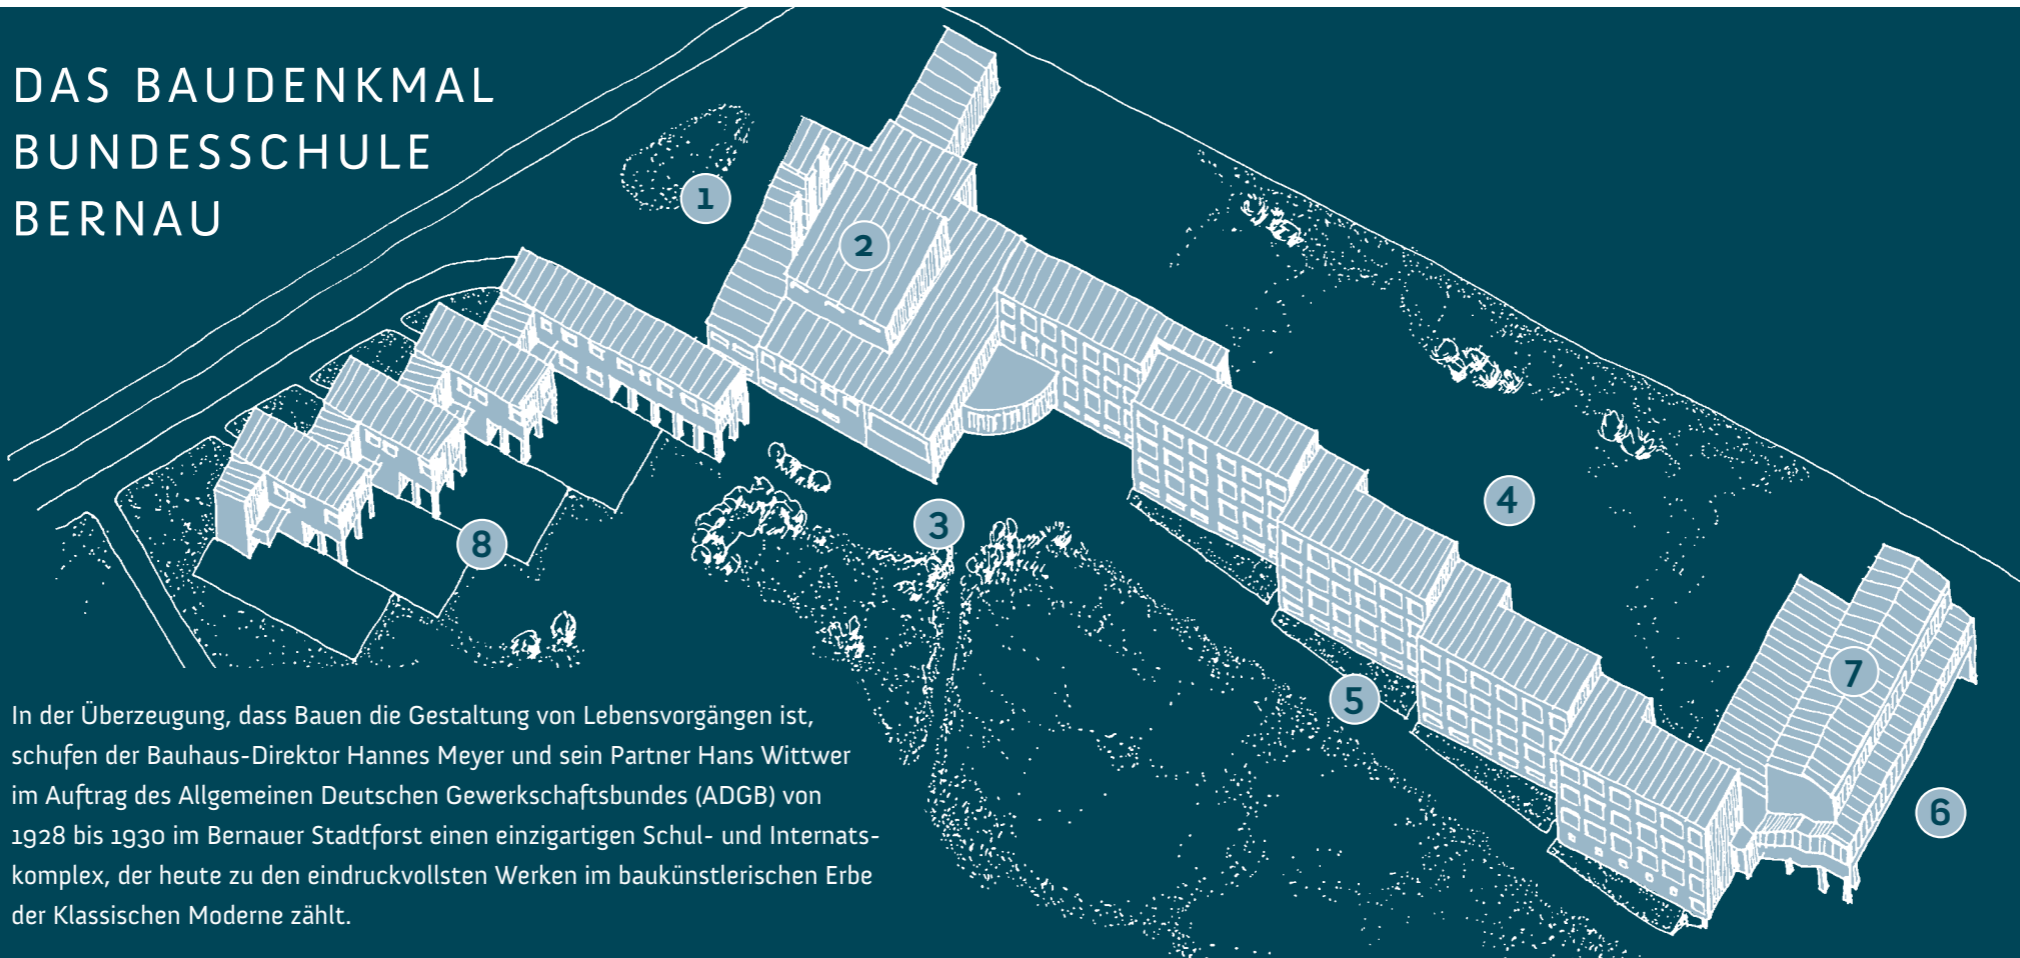 DAS BAUDENKMAL
BUNDESSCHULE
BERNAU
1
2
3
4
5
6
7
8
In der Überzeugung, dass Bauen die Gestaltung von Lebensvorgängen ist,
schufen der Bauhaus-Direktor Hannes Meyer und sein Partner Hans Wittwer
im Auftrag des Allgemeinen Deutschen Gewerkschaftsbundes (ADGB) von
1928 bis 1930 im Bernauer Stadtforst einen einzigartigen Schul- und Internats-
komplex, der heute zu den eindruckvollsten Werken im baukünstlerischen Erbe
der Klassischen Moderne zählt.